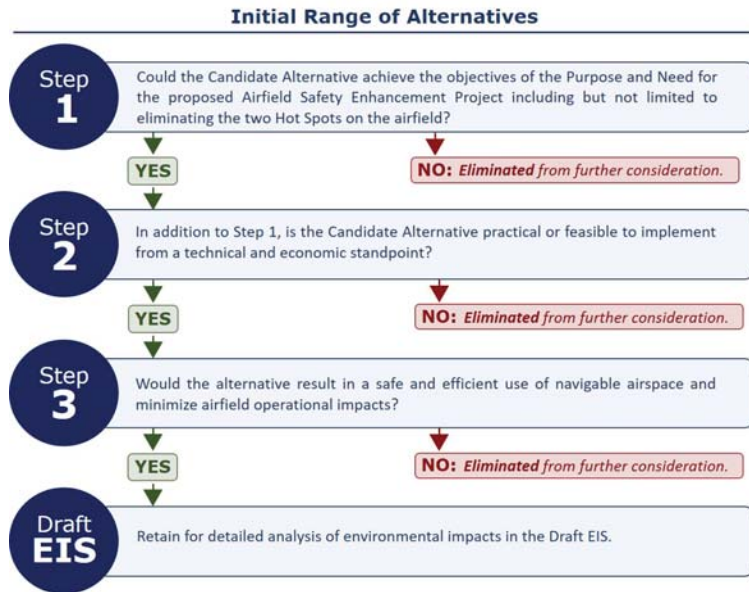 Initial Range of Alternatives
Step
1
Could the Candidate Alternative achieve the objectives of the Purpose and Need for
the proposed Airfield Safety Enhancement Project including but not limited to
eliminating the two Hot Spots on the airfield?
YES
NO: Eliminated from further consideration.
Step
2
In addition to Step 1, is the Candidate Alternative practical or feasible to implement
from a technical and economic standpoint?
YES
NO: Eliminated from further consideration.
Step
3
Would the alternative result in a safe and efficient use of navigable airspace and
minimize airfield operational impacts?
YES
NO: Eliminated from further consideration.
Draft
EIS
Retain for detailed analysis of environmental impacts in the Draft EIS.